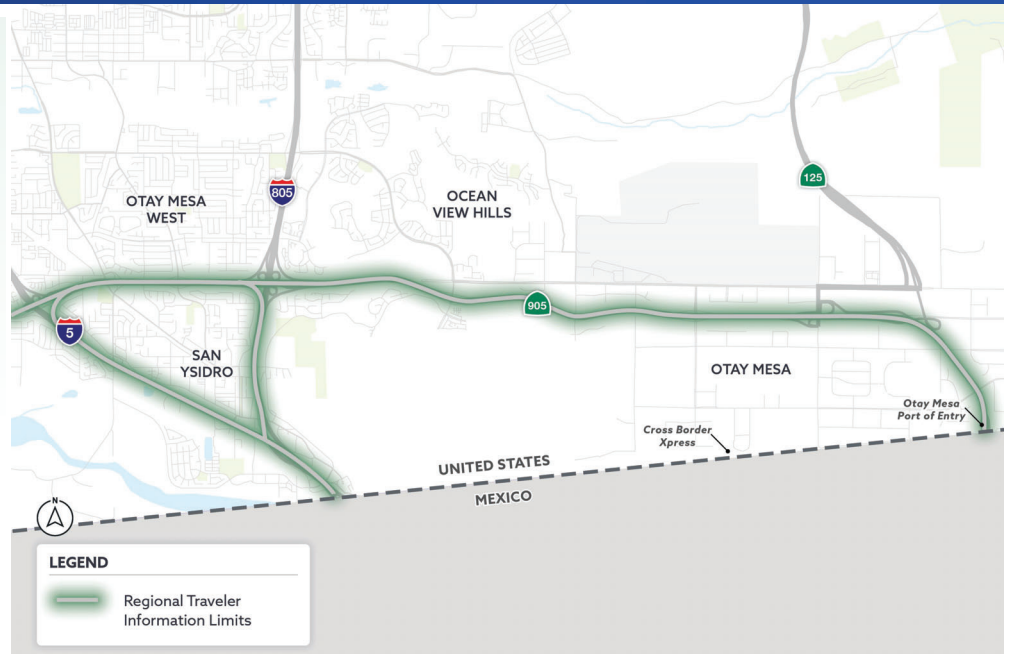 125
805
OTAY MESA
WEST
OCEAN
VIEW HILLS
905
5
SAN
YSIDRO
OTAY MESA
Otay Mesa
Port of Entry
Cross Border
Xpress
UNITED STATES
MEXICO
N
LEGEND
Regional Traveler
Information Limits